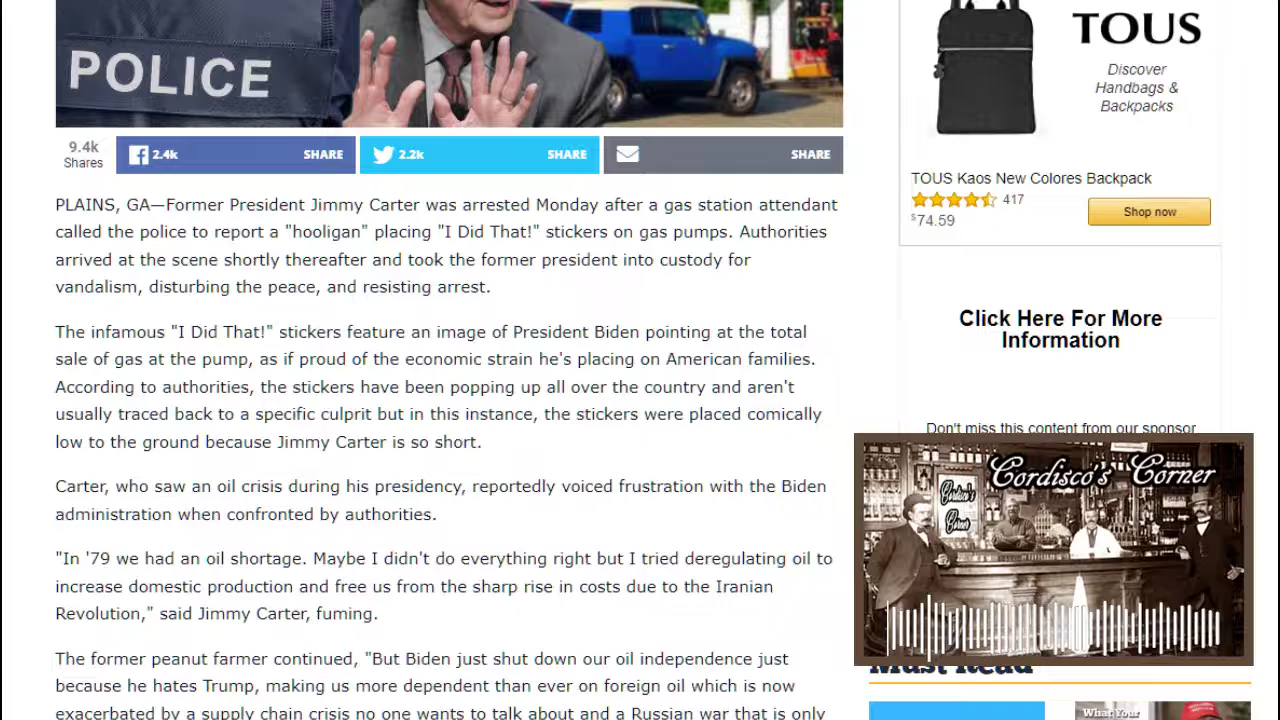 POLICE
9.4k
Shares
2.4k SHARE
2.2k SHARE
SHARE
PLAINS, GA—Former President Jimmy Carter was arrested Monday after a gas station attendant
called the police to report a "hooligan" placing "I Did That!" stickers on gas pumps. Authorities
arrived at the scene shortly thereafter and took the former president into custody for
vandalism, disturbing the peace, and resisting arrest.
The infamous "I Did That!" stickers feature an image of President Biden pointing at the total
sale of gas at the pump, as if proud of the economic strain he's placing on American families.
According to authorities, the stickers have been popping up all over the country and aren't
usually traced back to a specific culprit but in this instance, the stickers were placed comically
low to the ground because Jimmy Carter is so short.
Carter, who saw an oil crisis during his presidency, reportedly voiced frustration with the Biden
administration when confronted by authorities.
"In '79 we had an oil shortage. Maybe I didn't do everything right but I tried deregulating oil to
increase domestic production and free us from the sharp rise in costs due to the Iranian
Revolution," said Jimmy Carter, fuming.
The former peanut farmer continued, "But Biden just shut down our oil independence just
because he hates Trump, making us more dependent than ever on foreign oil which is now
exacerbated by a supply chain crisis no one wants to talk about and a Russian war that is only
TOUS
Discover
Handbags &
Backpacks
TOUS Kaos New Colores Backpack
417
$74.59
Shop now
Click Here For More
Information
Don't miss this content from our sponsor
Cordisco's Corner
Cordisco's
Corner
Must Read
What Your